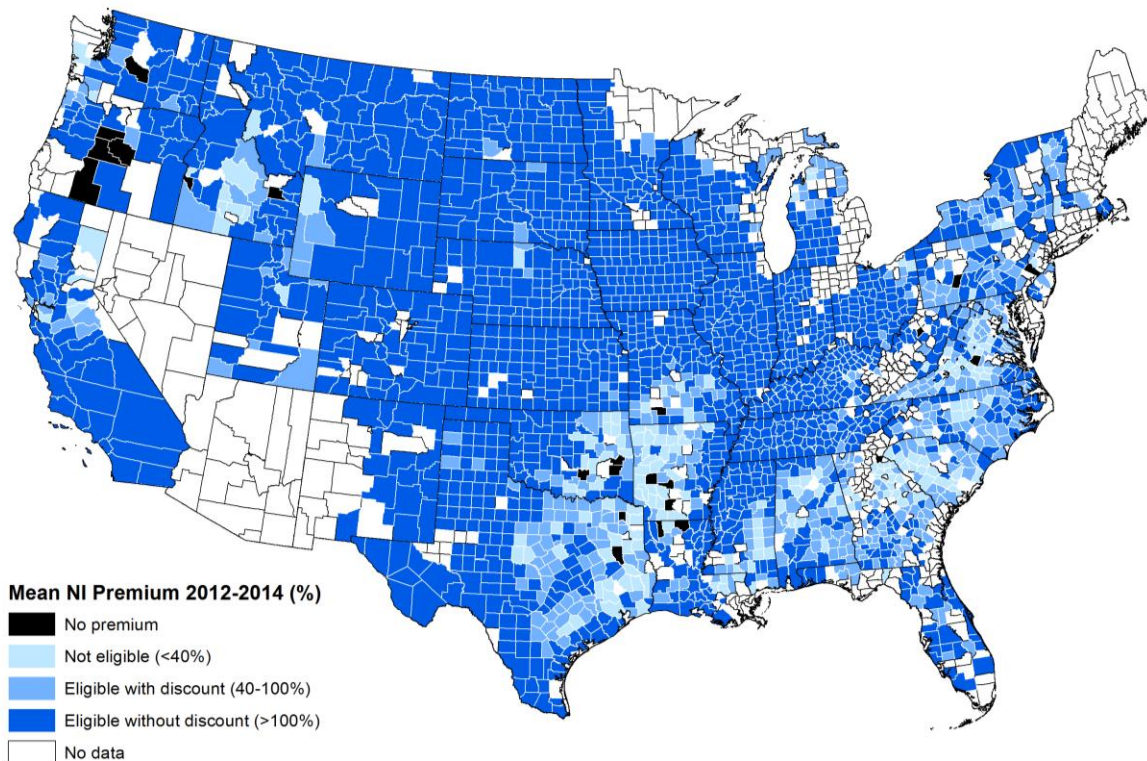 Mean NI Premium 2012-2014 (%)
No premium
Not eligible (<40%)
Eligible with discount (40-100%)
Eligible without discount (>100%)
No data